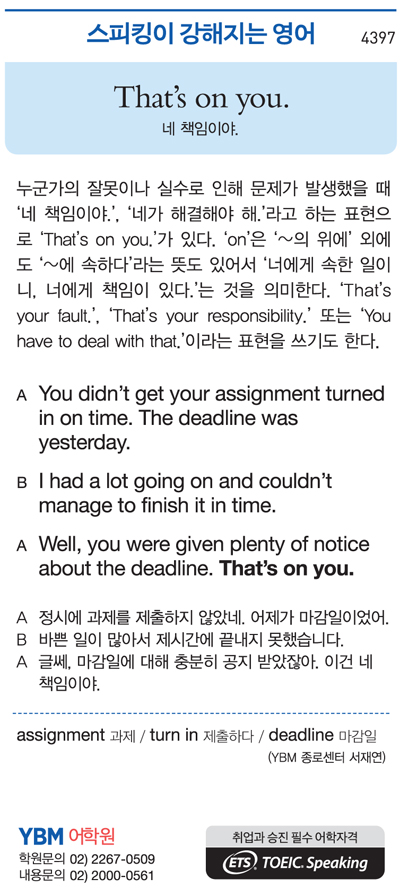 스피킹이 강해지는 영어 4397
That's on you.
네 책임이야.
누군가의 잘못이나 실수로 인해 문제가 발생했을 때
‘네 책임이야.’, ‘네가 해결해야 해.’라고 하는 표현으
로 ‘That's on you.’가 있다. ‘on’은 ‘~의 위에’ 외에
도 ‘~에 속하다’라는 뜻도 있어서 ‘너에게 속한 일이
니, 너에게 책임이 있다.’는 것을 의미한다. ‘That's
your fault.’, ‘That's your responsibility.’ 또는 ‘You
have to deal with that.’이라는 표현을 쓰기도 한다.
A You didn't get your assignment turned
in on time. The deadline was
yesterday.
B I had a lot going on and couldn't
manage to finish it in time.
A Well, you were given plenty of notice
about the deadline. That's on you.
A 정시에 과제를 제출하지 않았네. 어제가 마감일이었어.
B 바쁜 일이 많아서 제시간에 끝내지 못했습니다.
A 글쎄, 마감일에 대해 충분히 공지 받았잖아. 이건 네
책임이야.
assignment 과제 / turn in 제출하다 / deadline 마감일
(YBM 종로센터 서재연)
YBM 어학원
학원문의 02) 2267-0509
내용문의 02) 2000-0561
취업과 승진 필수 어학자격
ETS TOEIC. Speaking